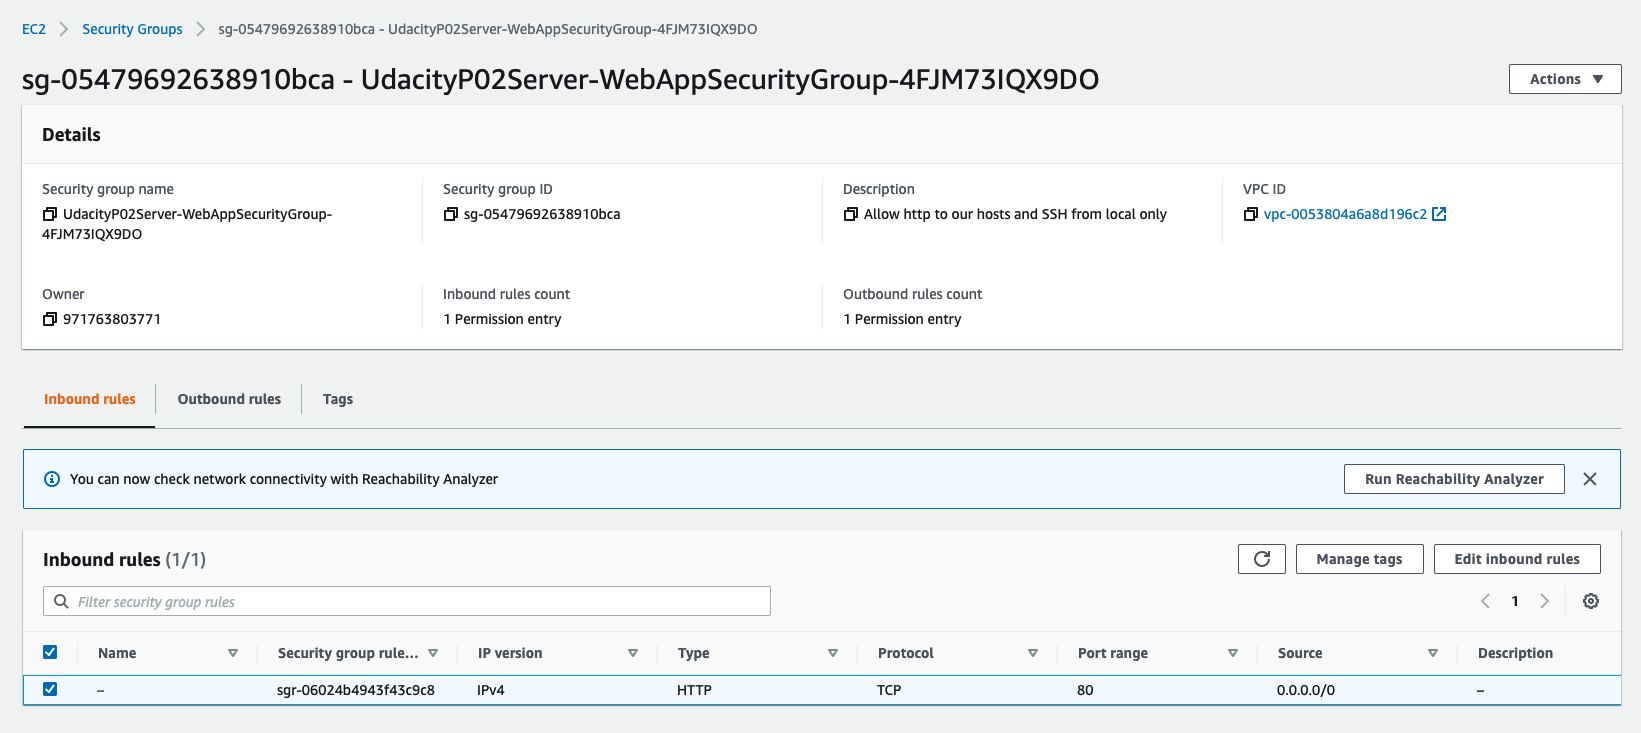 EC2 > Security Groups > sg-05479692638910bca - UdacityP02Server-WebAppSecurityGroup-4FJM73IQX9DO
sg-05479692638910bca - UdacityP02Server-WebAppSecurityGroup-4FJM73IQX9DO
Actions
Details
Security group name
UdacityP02Server-WebAppSecurityGroup-
4FJM73IQX9DO
Security group ID
sg-05479692638910bca
Description
Allow http to our hosts and SSH from local only
VPC ID
vpc-0053804a6a8d196c2
Owner
971763803771
Inbound rules count
1 Permission entry
Outbound rules count
1 Permission entry
Inbound rules Outbound rules Tags
You can now check network connectivity with Reachability Analyzer
Run Reachability Analyzer
Inbound rules (1/1)
Manage tags Edit inbound rules
Filter security group rules
1
Name Security group rule... IP version Type Protocol Port range Source Description
– sgr-06024b4943f43c9c8 IPv4 HTTP TCP 80 0.0.0.0/0 –